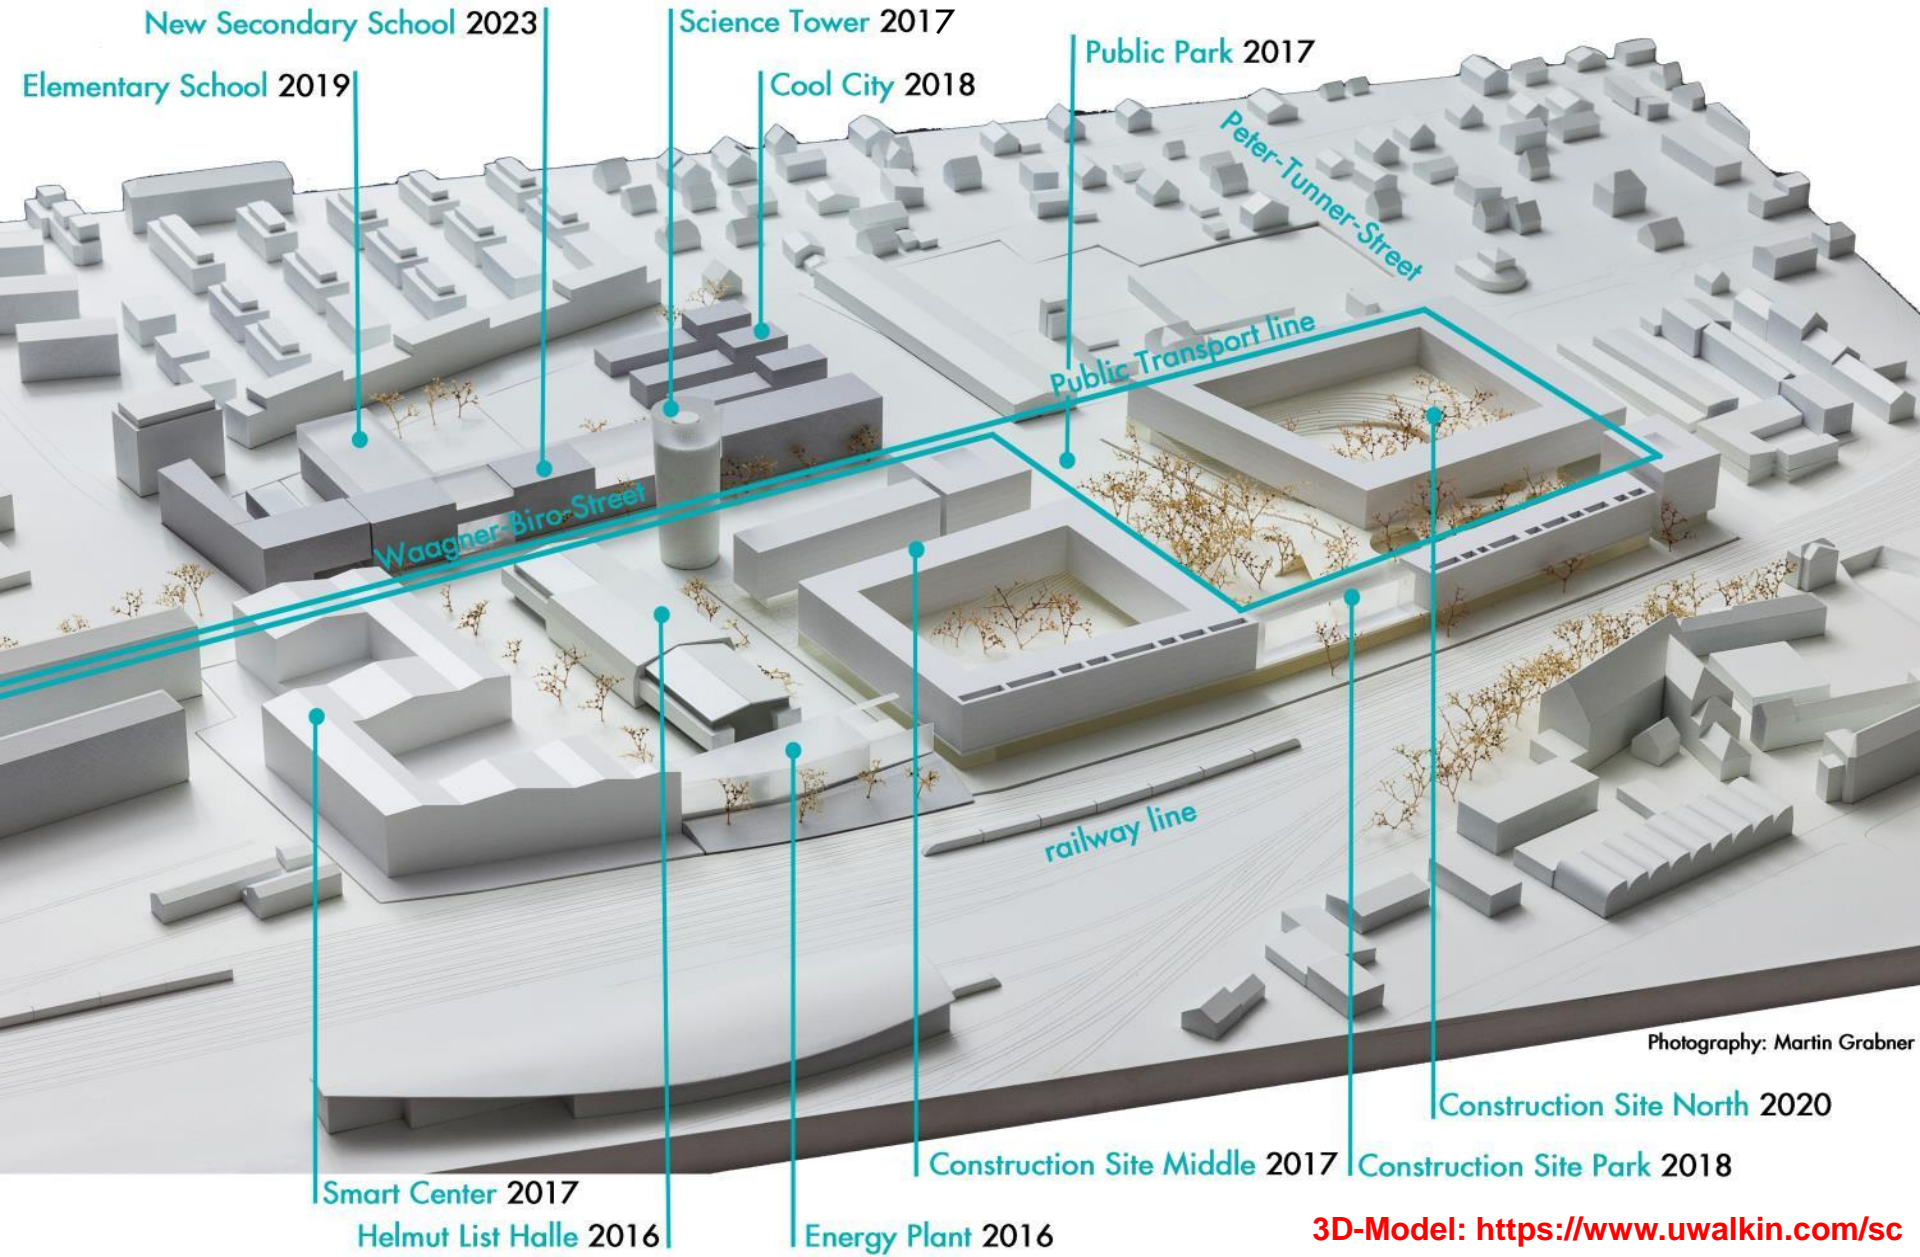 New Secondary School 2023
Science Tower 2017
Public Park 2017
Elementary School 2019
Cool City 2018
Peter-Tunner-Street
Public Transport line
Waagner-Biro-Street
railway line
Photography: Martin Grabner
Construction Site North 2020
Construction Site Middle 2017
Construction Site Park 2018
Smart Center 2017
Helmut List Halle 2016
Energy Plant 2016
3D-Model: https://www.uwalkin.com/sc